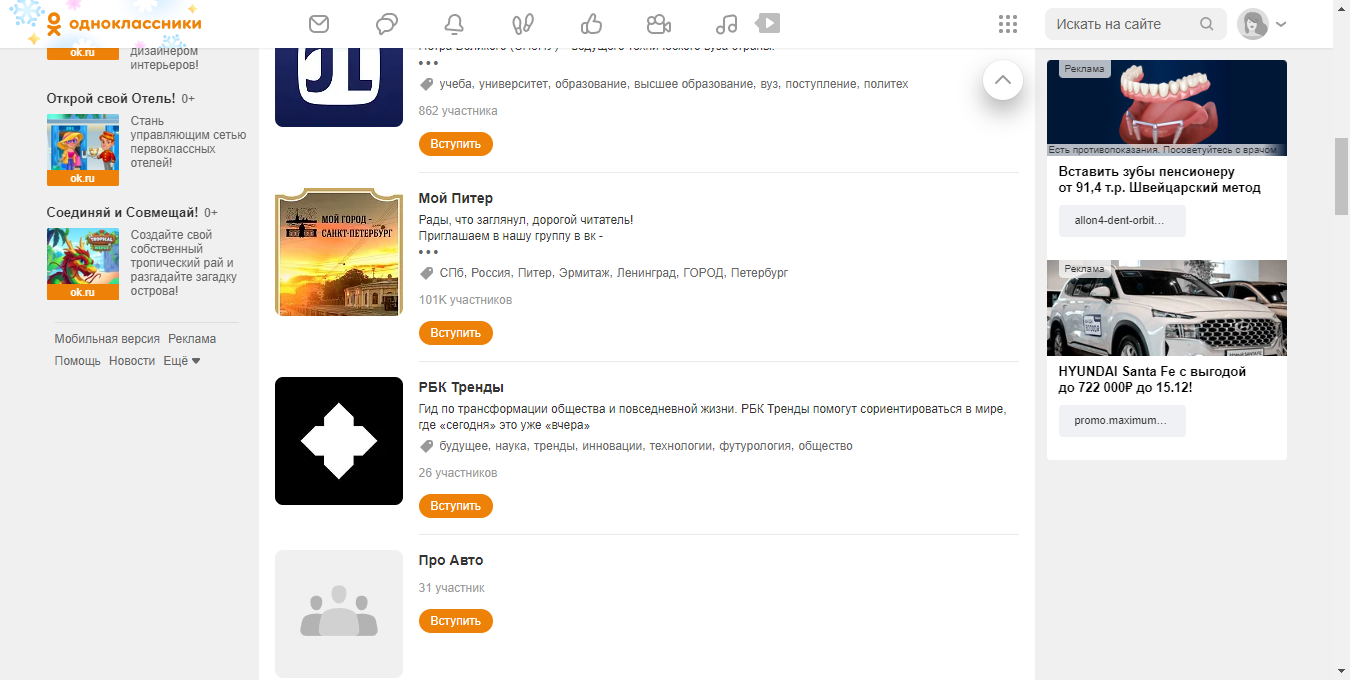 одноклассники
Искать на сайте
ok.ru
дизайнером
интерьеров!
Открой свой Отель! 0+
Стань
управляющим сетью
первоклассных
отелей!
ok.ru
Соединяй и Совмещай! 0+
Создайте свой
собственный
тропический рай и
разгадайте загадку
острова!
TROPICAL
ok.ru
Мобильная версия Реклама
Помощь Новости Ещё
учеба, университет, образование, высшее образование, вуз, поступление, политех
862 участника
Вступить
МОЙ ГОРОД -
САНКТ-ПЕТЕРБУРГ
Мой Питер
Рады, что заглянул, дорогой читатель!
Приглашаем в нашу группу в вк -
СПб, Россия, Питер, Эрмитаж, Ленинград, ГОРОД, Петербург
101K участников
Вступить
РБК Тренды
Гид по трансформации общества и повседневной жизни. РБК Тренды помогут сориентироваться в мире,
где «сегодня» это уже «вчера»
будущее, наука, тренды, инновации, технологии, футурология, общество
26 участников
Вступить
Про Авто
31 участник
Вступить
Реклама
Есть противопоказания. Посоветуйтесь с врачом
Вставить зубы пенсионеру
от 91,4 т.р. Швейцарский метод
allon4-dent-orbit...
Реклама
HYUNDAI Santa Fe с выгодой
до 722 000₽ до 15.12!
promo.maximum...